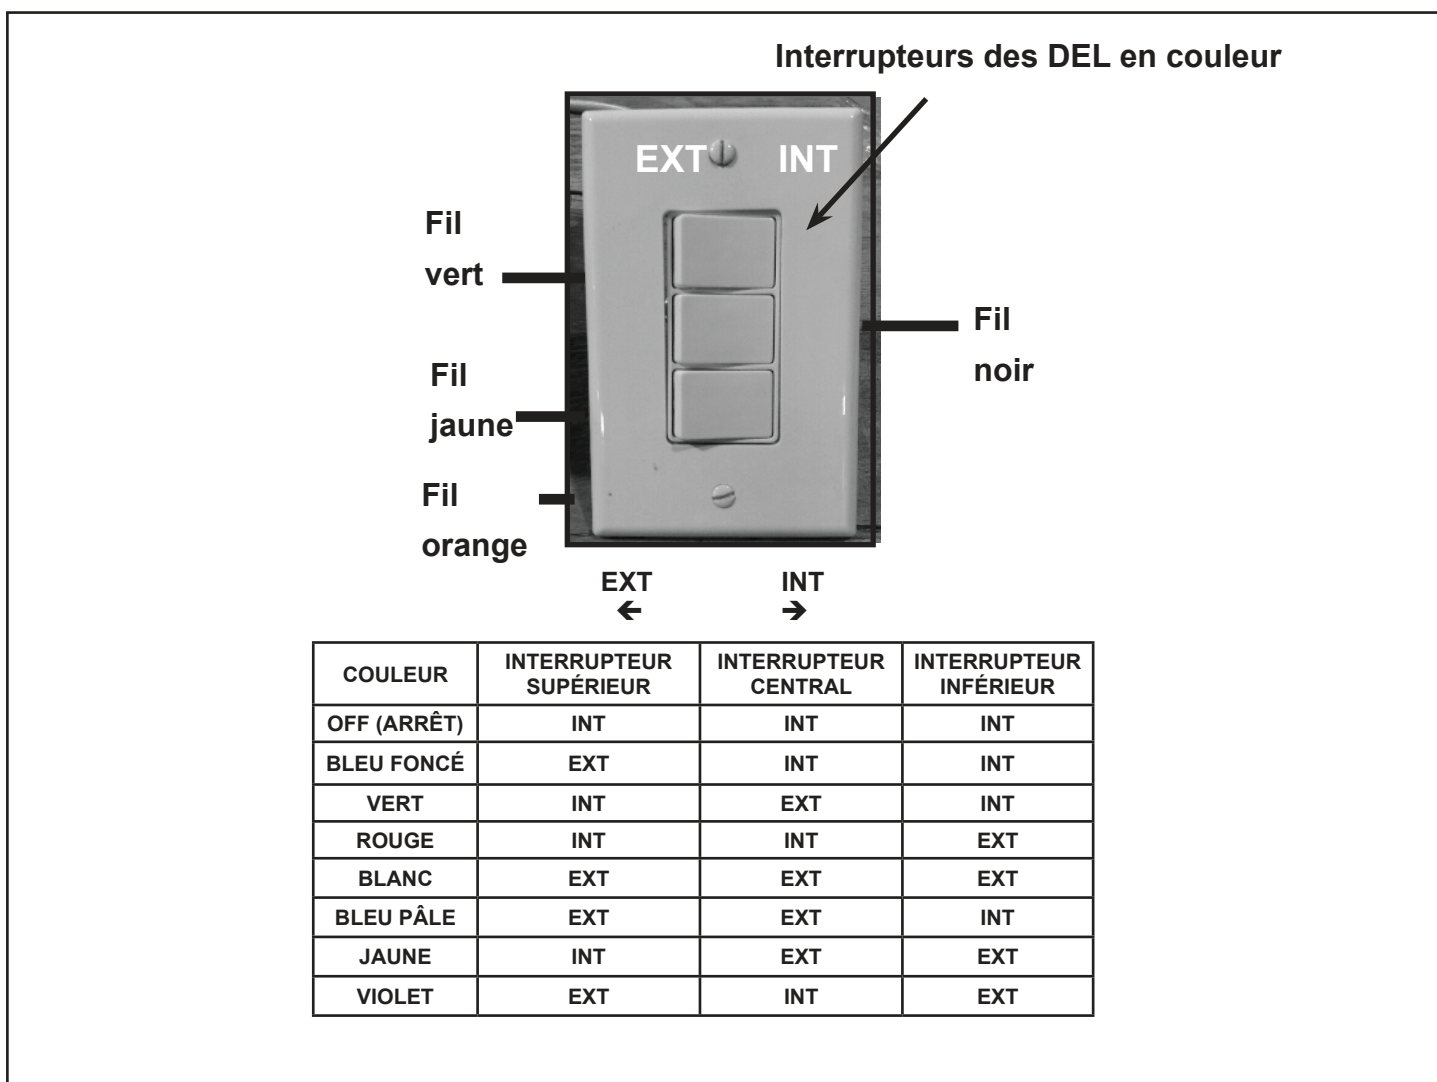 Interrupteurs des DEL en couleur
EXT INT
Fil
vert
Fil
noir
Fil
jaune
Fil
orange
EXT INT
← →
COULEUR INTERRUPTEUR SUPÉRIEUR INTERRUPTEUR CENTRAL INTERRUPTEUR INFÉRIEUR
OFF (ARRÊT) INT INT INT
BLEU FONCÉ EXT INT INT
VERT INT EXT INT
ROUGE INT INT EXT
BLANC EXT EXT EXT
BLEU PÂLE EXT EXT INT
JAUNE INT EXT EXT
VIOLET EXT INT EXT